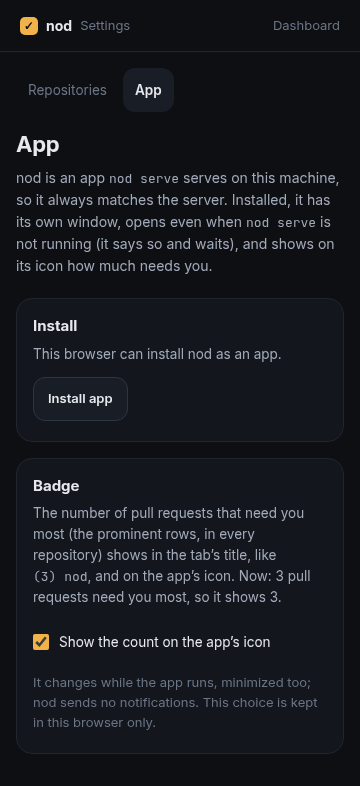 ✓ nod Settings Dashboard
Repositories App
App
nod is an app nod serve serves on this machine,
so it always matches the server. Installed, it has
its own window, opens even when nod serve is
not running (it says so and waits), and shows on
its icon how much needs you.
Install
This browser can install nod as an app.
Install app
Badge
The number of pull requests that need you
most (the prominent rows, in every
repository) shows in the tab’s title, like
(3) nod, and on the app’s icon. Now: 3 pull
requests need you most, so it shows 3.
Show the count on the app’s icon
It changes while the app runs, minimized too;
nod sends no notifications. This choice is kept
in this browser only.